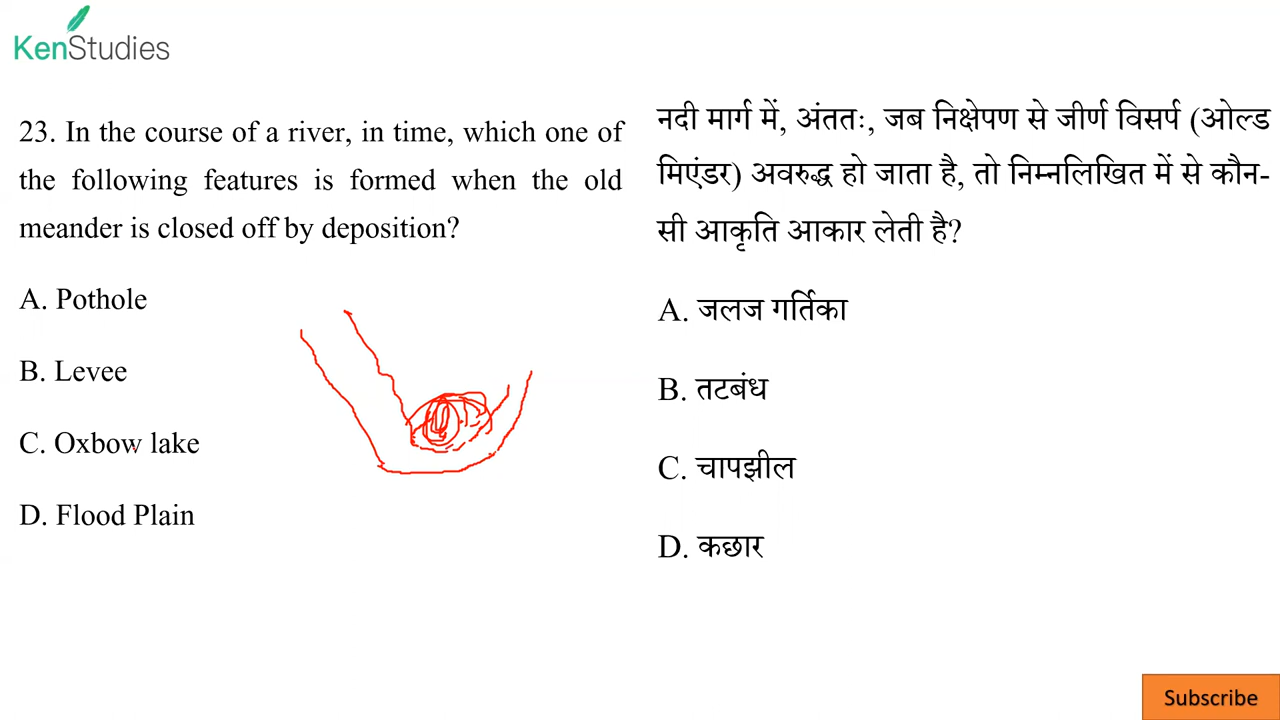 KenStudies
23. In the course of a river, in time, which one of
the following features is formed when the old
meander is closed off by deposition?
A. Pothole
B. Levee
C. Oxbow lake
D. Flood Plain
नदी मार्ग में, अंततः, जब निक्षेपण से जीर्ण विसर्प (ओल्ड
मिएंडर) अवरुद्ध हो जाता है, तो निम्नलिखित में से कौन-
सी आकृति आकार लेती है?
A. जलज गर्तिका
B. तटबंध
C. चापझील
D. कछार
Subscribe